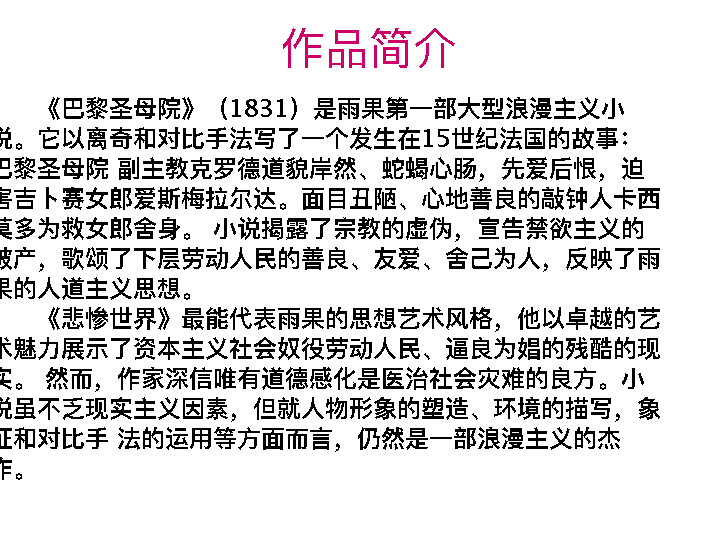 作品简介
《巴黎圣母院》（1831）是雨果第一部大型浪漫主义小
说。它以离奇和对比手法写了一个发生在15世纪法国的故事：
巴黎圣母院 副主教克罗德道貌岸然、蛇蝎心肠，先爱后恨，迫
害吉卜赛女郎爱斯梅拉尔达。面目丑陋、心地善良的敲钟人卡西
莫多为救女郎舍身。 小说揭露了宗教的虚伪，宣告禁欲主义的
破产，歌颂了下层劳动人民的善良、友爱、舍己为人，反映了雨
果的人道主义思想。
《悲惨世界》最能代表雨果的思想艺术风格，他以卓越的艺
术魅力展示了资本主义社会奴役劳动人民、逼良为娼的残酷的现
实。 然而，作家深信唯有道德感化是医治社会灾难的良方。小
说虽不乏现实主义因素，但就人物形象的塑造、环境的描写，象
征和对比手 法的运用等方面而言，仍然是一部浪漫主义的杰
作。